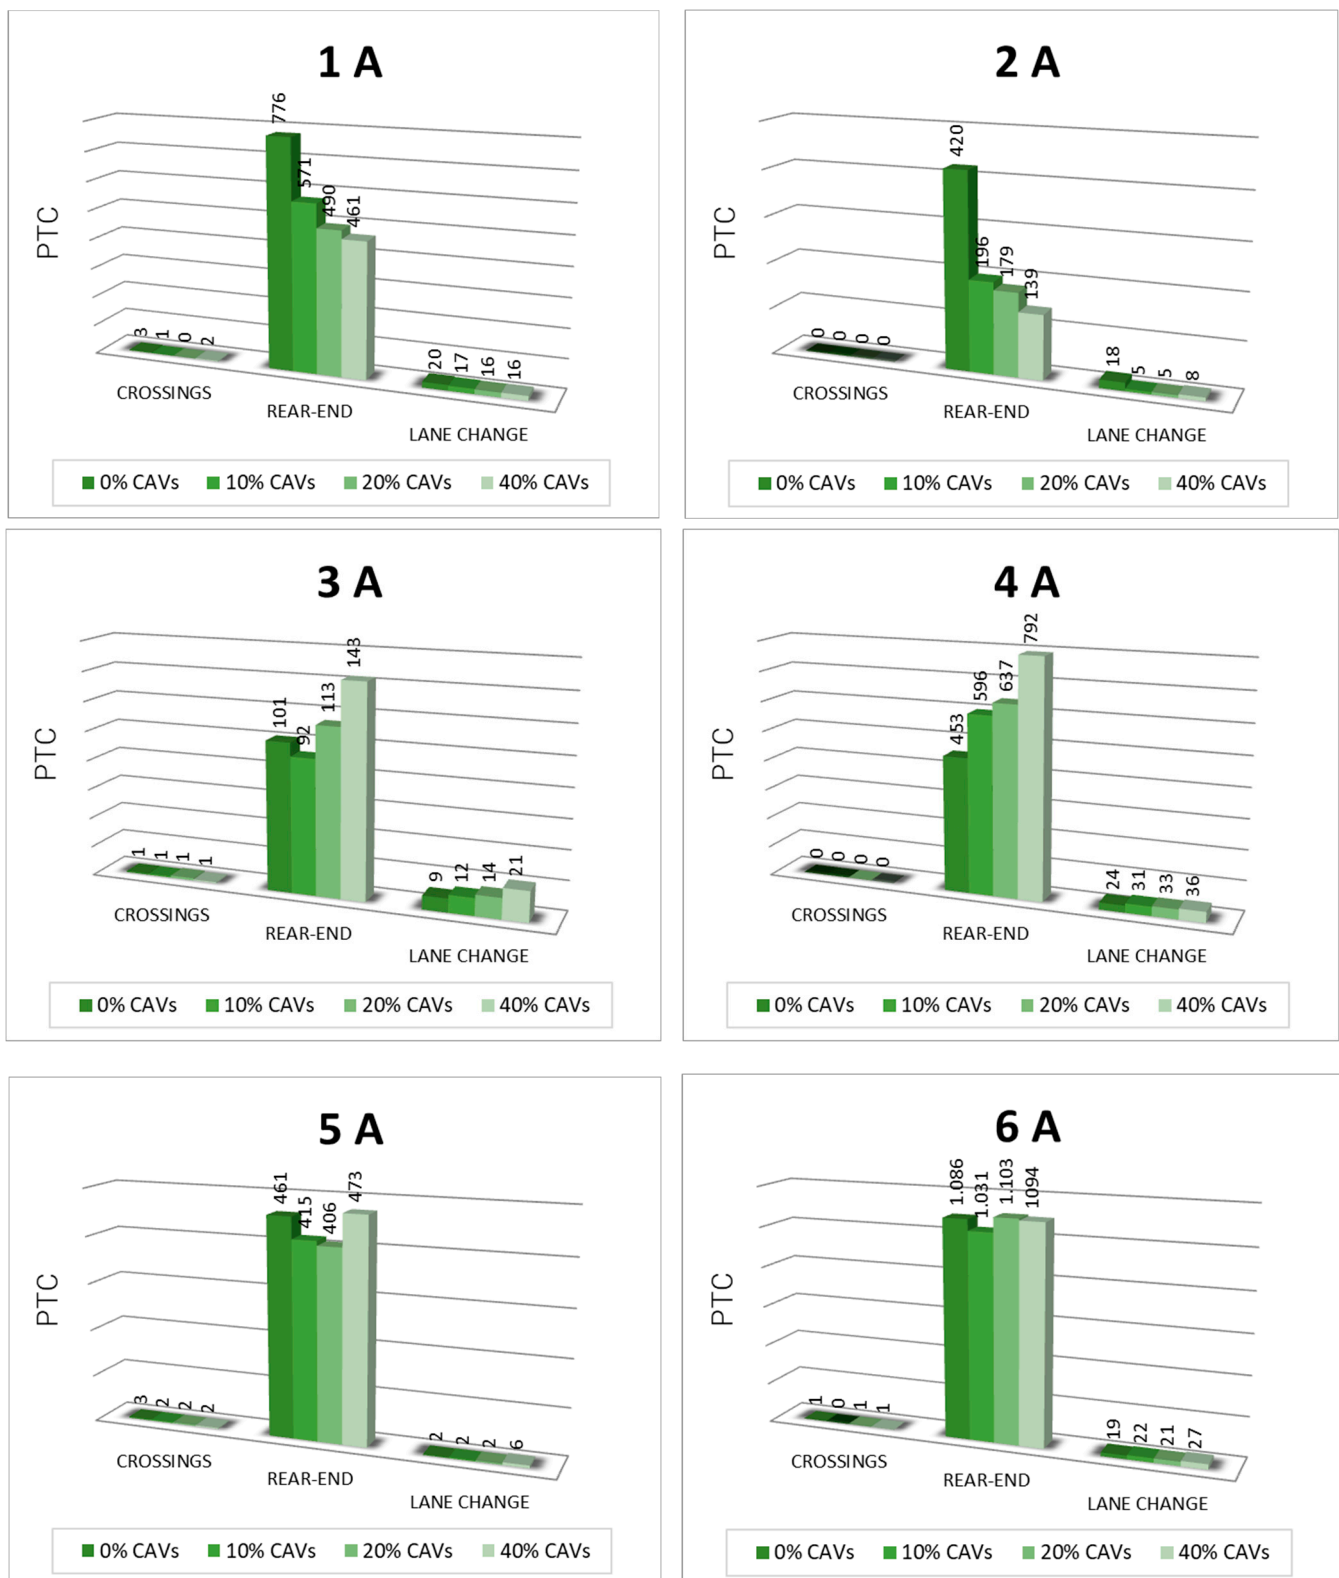 1 A
PTC
776
571
490
461
3
1
0
2
20
17
16
16
CROSSINGS
REAR-END
LANE CHANGE
0% CAVs 10% CAVs 20% CAVs 40% CAVs
2 A
PTC
420
196
179
139
0
0
0
0
18
5
5
8
CROSSINGS
REAR-END
LANE CHANGE
0% CAVs 10% CAVs 20% CAVs 40% CAVs
3 A
PTC
101
92
113
143
1
1
1
1
9
12
14
21
CROSSINGS
REAR-END
LANE CHANGE
0% CAVs 10% CAVs 20% CAVs 40% CAVs
4 A
PTC
453
596
637
792
0
0
0
0
24
31
33
36
CROSSINGS
REAR-END
LANE CHANGE
0% CAVs 10% CAVs 20% CAVs 40% CAVs
5 A
PTC
461
415
406
473
3
2
2
2
2
2
2
6
CROSSINGS
REAR-END
LANE CHANGE
0% CAVs 10% CAVs 20% CAVs 40% CAVs
6 A
PTC
1.086
1.031
1.103
1094
1
0
1
1
19
22
21
27
CROSSINGS
REAR-END
LANE CHANGE
0% CAVs 10% CAVs 20% CAVs 40% CAVs